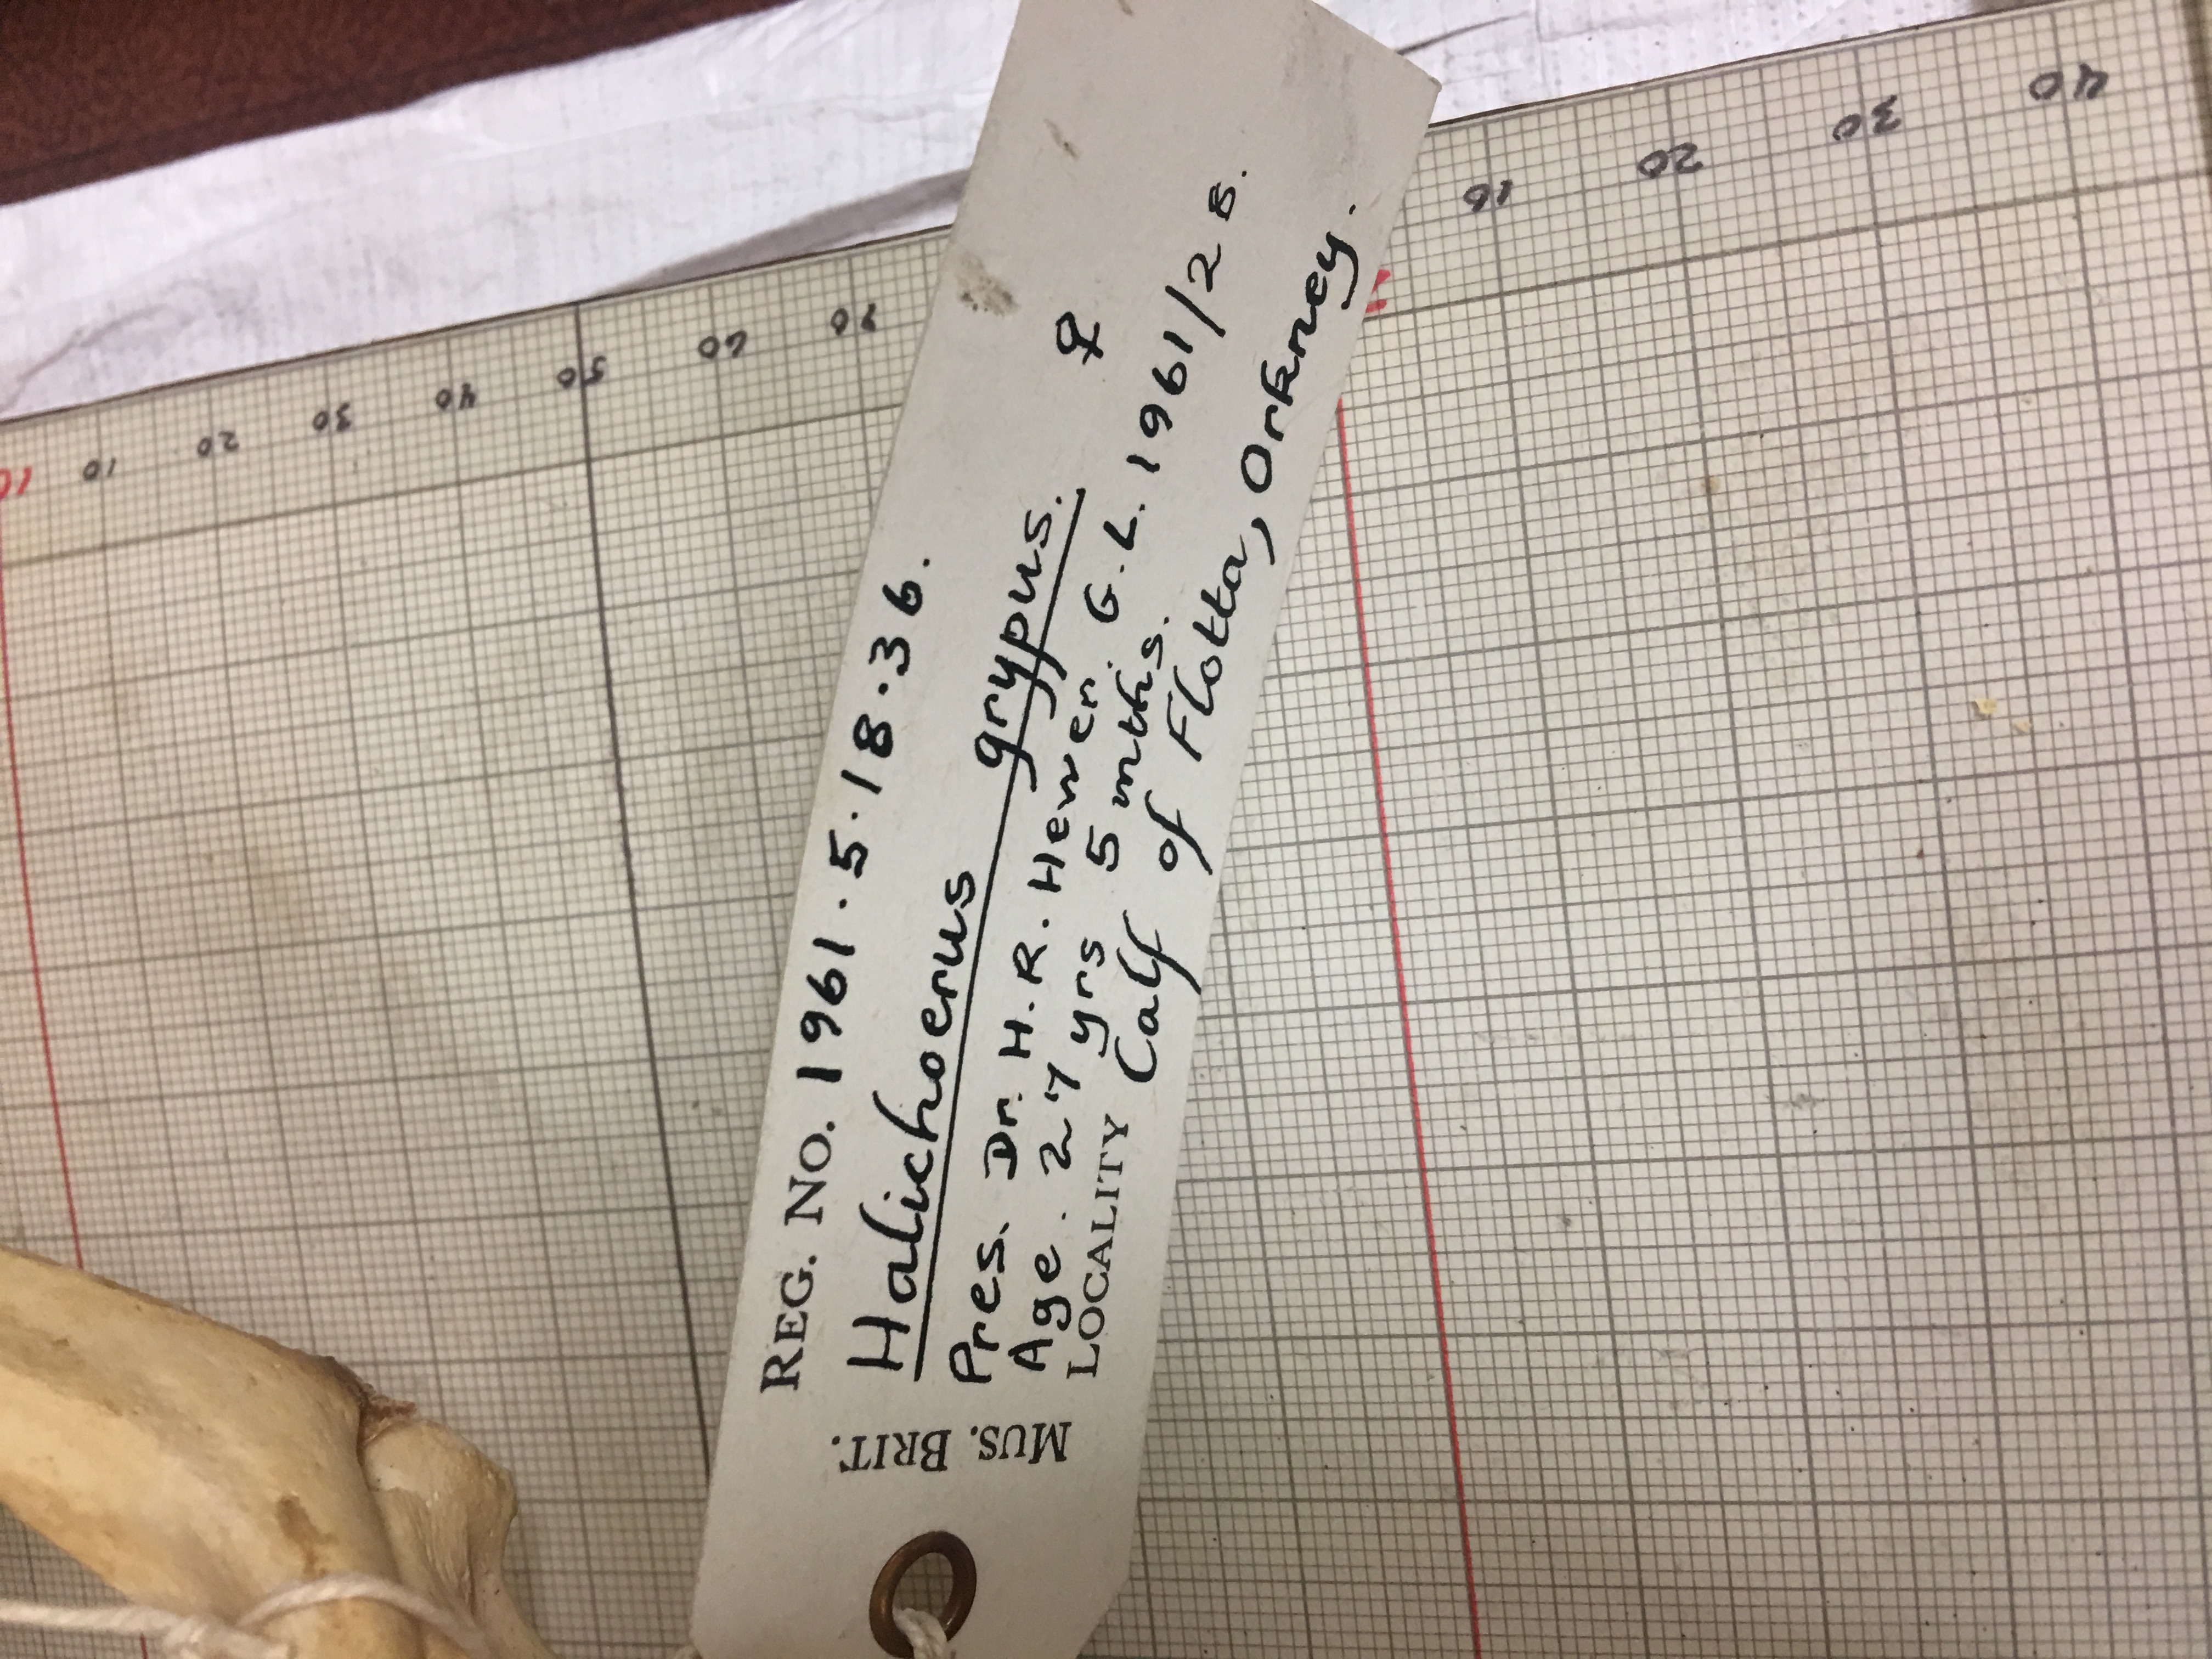 MUS. BRIT.
REG. NO. 1961.5.18.36.
Halichoerus grypus. ♀
Pres. Dr. H.R. Hewer. G.L. 1961/28.
Age. 27 yrs 5 mths.
LOCALITY Calf of Flotta, Orkney.
10
20
30
40
50
60
70
10
20
30
40